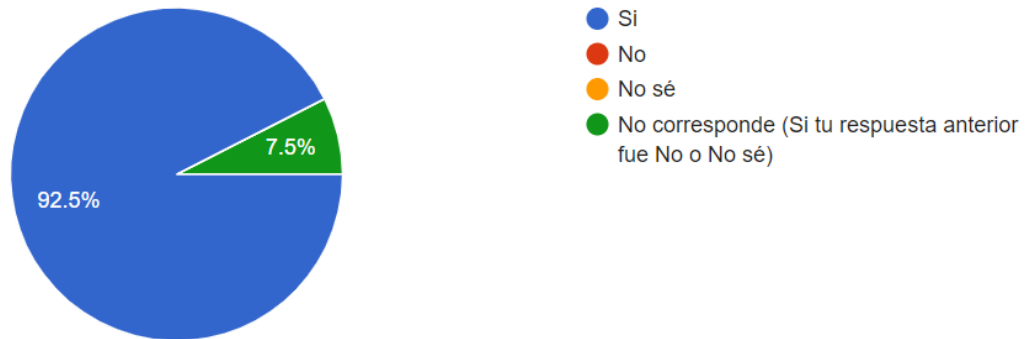 Si
No
No sé
No corresponde (Si tu respuesta anterior
fue No o No sé)
7.5%
92.5%